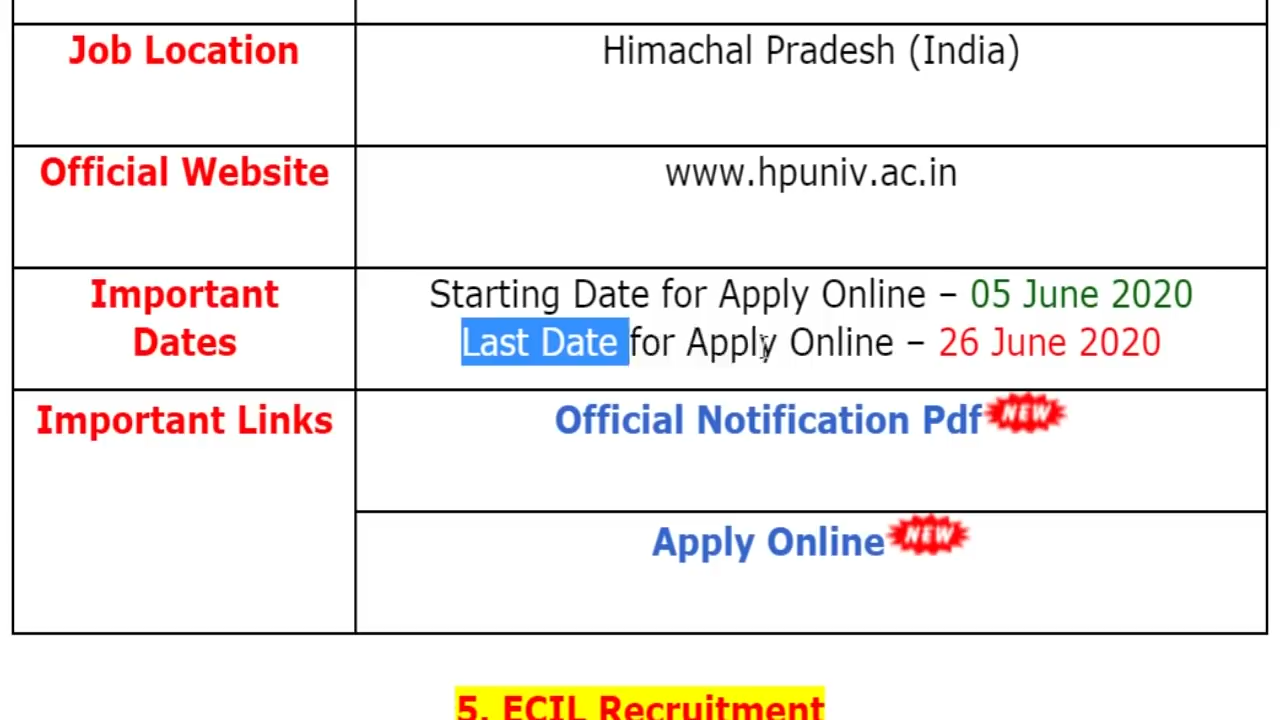 Job Location
Himachal Pradesh (India)
Official Website
www.hpuniv.ac.in
Important
Dates
Starting Date for Apply Online – 05 June 2020
Last Date for Apply Online – 26 June 2020
Important Links
Official Notification Pdf NEW
Apply Online NEW
5. ECIL Recruitment